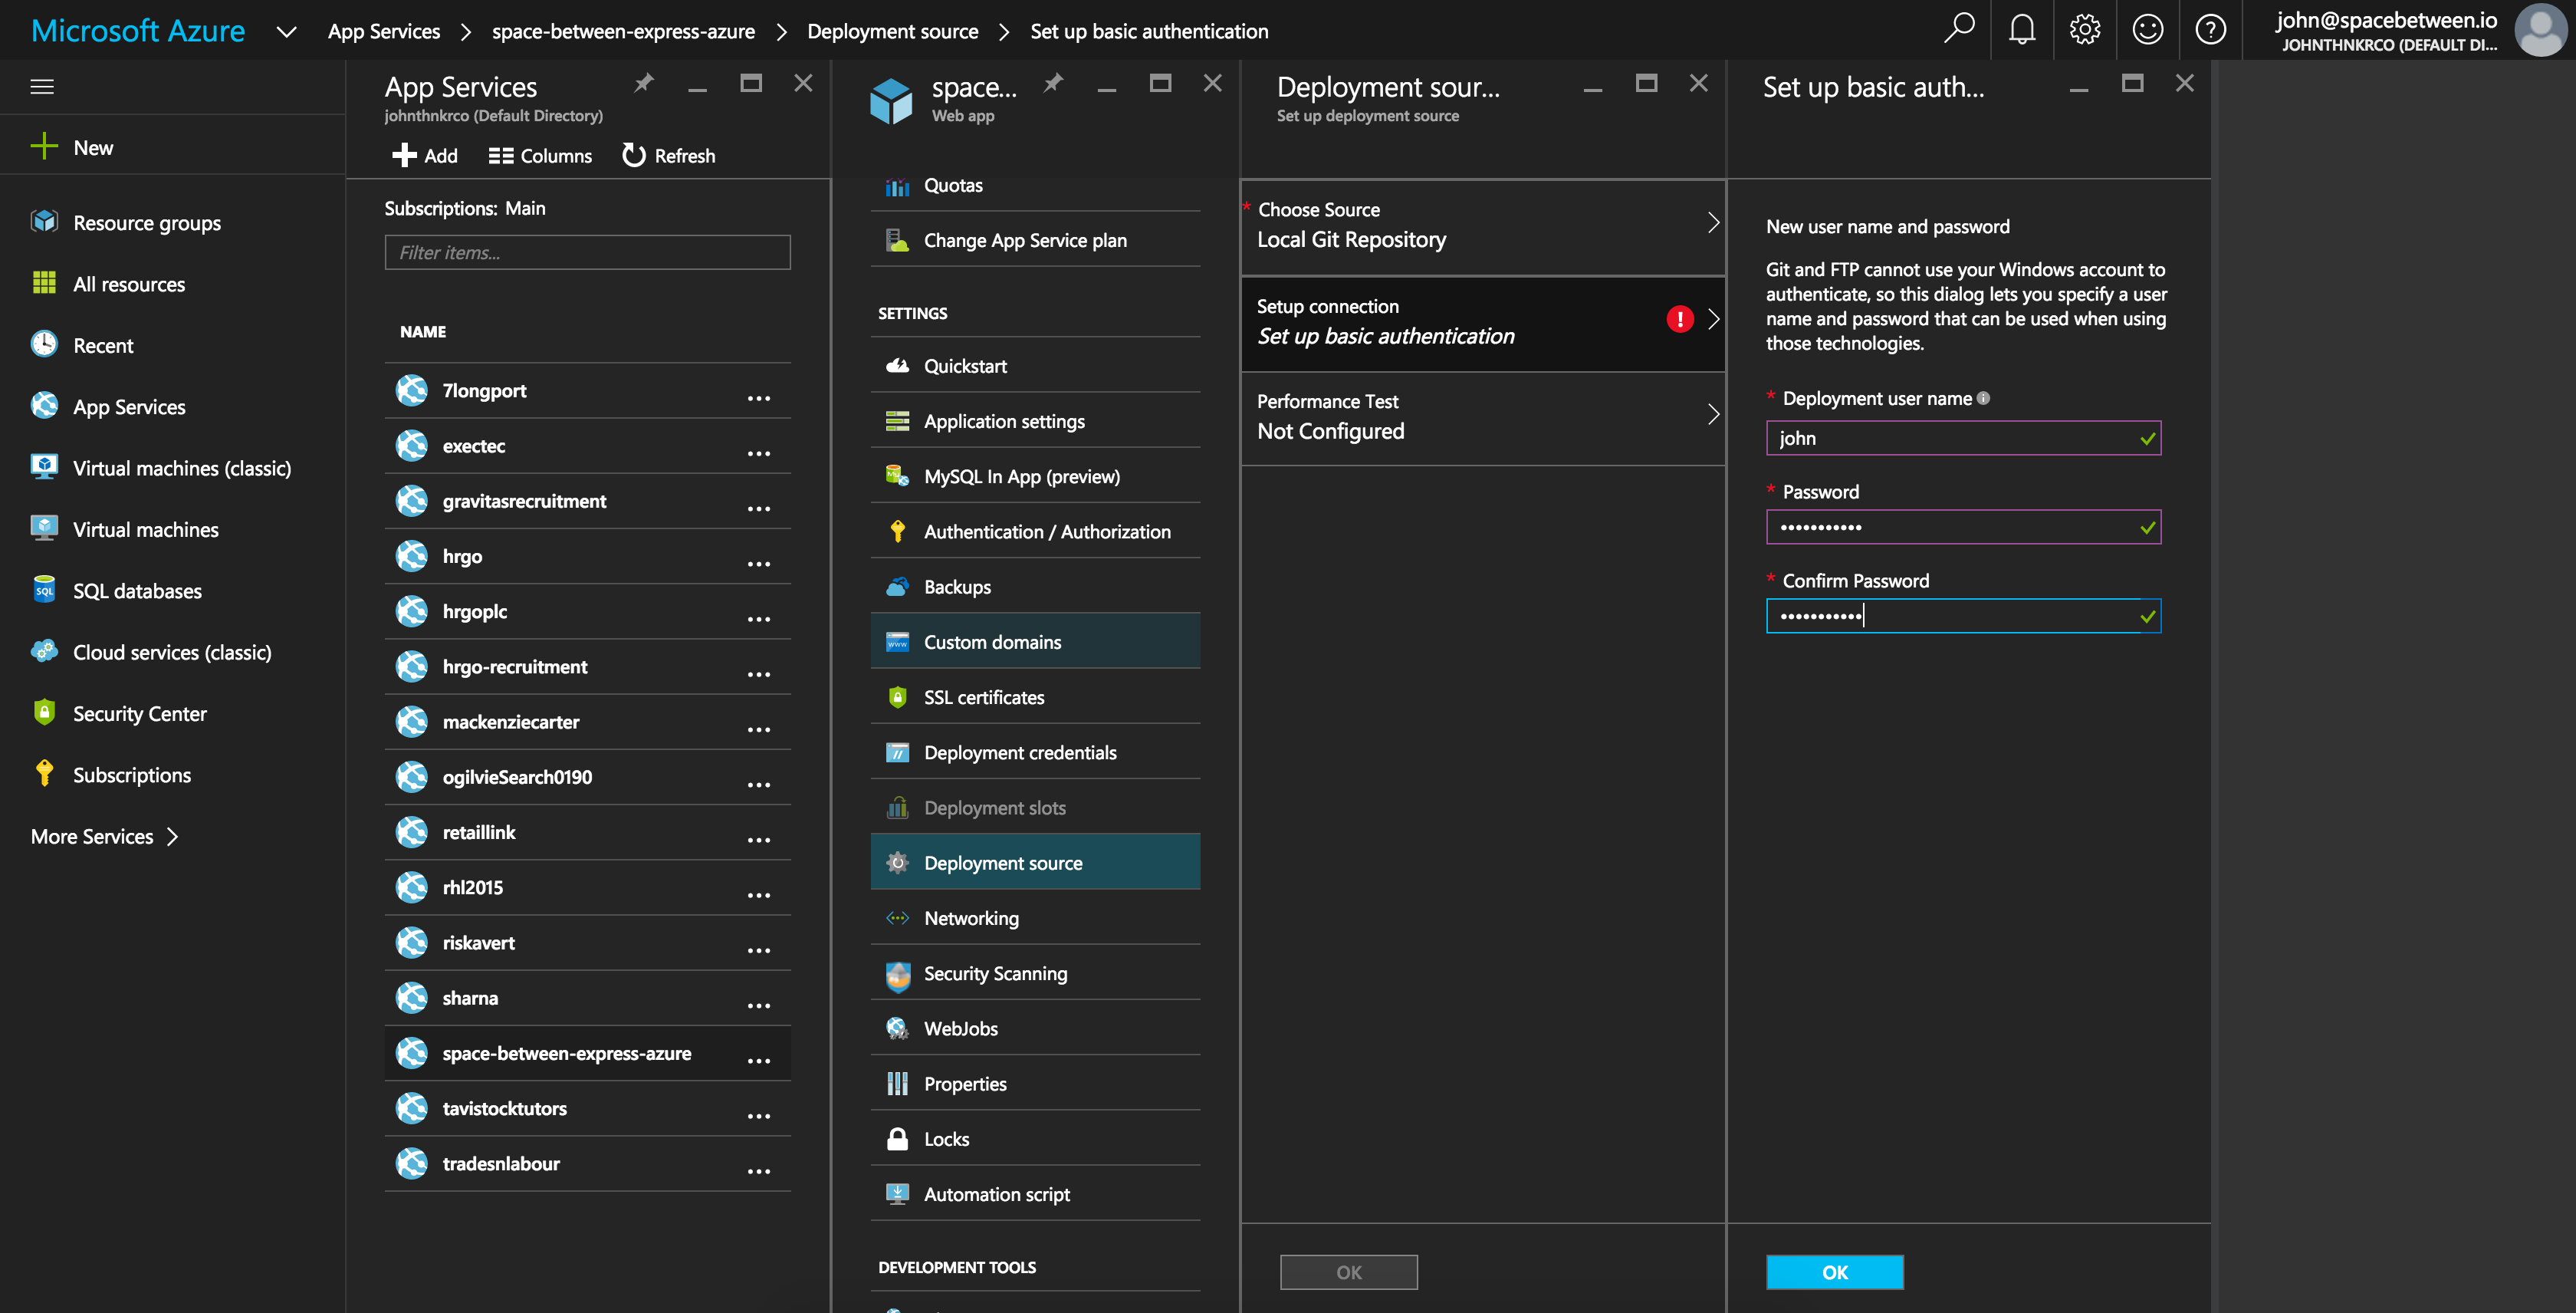 Microsoft Azure
App Services
space-between-express-azure
Deployment source
Set up basic authentication
john@spacebetween.io
JOHNTHNKRCO (DEFAULT DI...
New
Resource groups
All resources
Recent
App Services
Virtual machines (classic)
Virtual machines
SQL databases
Cloud services (classic)
Security Center
Subscriptions
More Services
App Services
johnthnkrco (Default Directory)
Add
Columns
Refresh
Subscriptions: Main
Filter items...
NAME
7longport
exectec
gravitasrecruitment
hrgo
hrgoplc
hrgo-recruitment
mackenziecarter
ogilvieSearch0190
retaillink
rhl2015
riskavert
sharna
space-between-express-azure
tavistocktutors
tradesnlabour
space...
Web app
Quotas
Change App Service plan
SETTINGS
Quickstart
Application settings
MySQL In App (preview)
Authentication / Authorization
Backups
Custom domains
SSL certificates
Deployment credentials
Deployment slots
Deployment source
Networking
Security Scanning
WebJobs
Properties
Locks
Automation script
DEVELOPMENT TOOLS
Deployment sour...
Set up deployment source
* Choose Source
Local Git Repository
Setup connection
Set up basic authentication
Performance Test
Not Configured
OK
Set up basic auth...
New user name and password
Git and FTP cannot use your Windows account to
authenticate, so this dialog lets you specify a user
name and password that can be used when using
those technologies.
* Deployment user name
john
* Password
•••••••••••
* Confirm Password
•••••••••••
OK